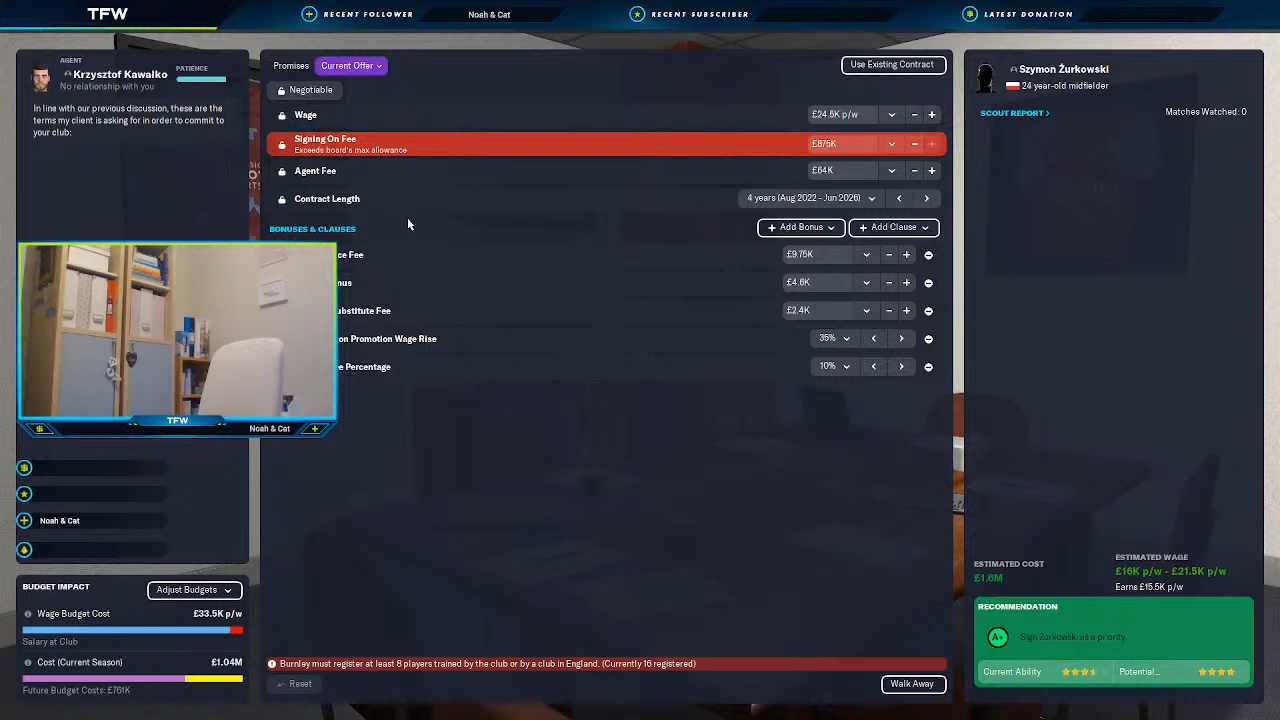 TFW
RECENT FOLLOWER
Noah & Cat
RECENT SUBSCRIBER
LATEST DONATION
AGENT
Krzysztof Kawalko
No relationship with you
PATIENCE
In line with our previous discussion, these are the
terms my client is asking for in order to commit to
your club:
Promises
Current Offer
Use Existing Contract
Negotiable
Wage
£24.5K p/w
Signing On Fee
Exceeds board's max allowance
£875K
Agent Fee
£64K
Contract Length
4 years (Aug 2022 - Jun 2026)
BONUSES & CLAUSES
Add Bonus
Add Clause
ce Fee
£9.75K
nus
£4.6K
ubstitute Fee
£2.4K
on Promotion Wage Rise
35%
e Percentage
10%
TFW
Noah & Cat
Noah & Cat
BUDGET IMPACT
Adjust Budgets
Wage Budget Cost
£33.5K p/w
Salary at Club
Cost (Current Season)
£1.04M
Future Budget Costs: £761K
Burnley must register at least 8 players trained by the club or by a club in England. (Currently 16 registered)
Reset
Walk Away
Szymon Żurkowski
24 year-old midfielder
SCOUT REPORT >
Matches Watched: 0
ESTIMATED COST
£1.6M
ESTIMATED WAGE
£16K p/w - £21.5K p/w
Earns £15.5K p/w
RECOMMENDATION
A+
Sign Żurkowski as a priority.
Current Ability
Potential...